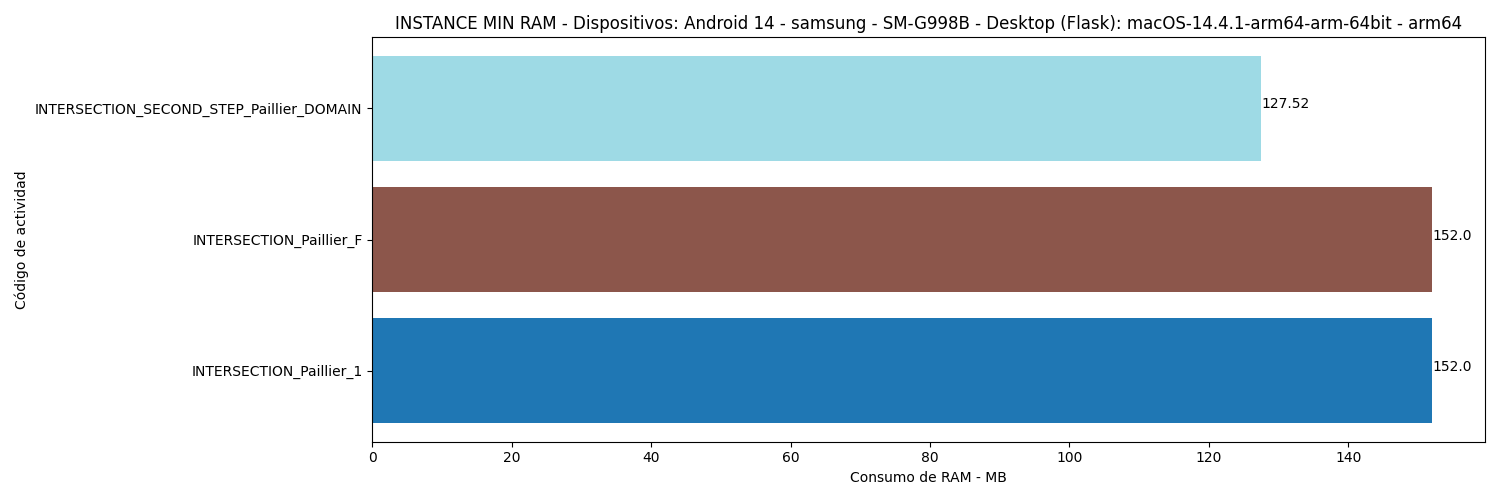 INSTANCE MIN RAM - Dispositivos: Android 14 - samsung - SM-G998B - Desktop (Flask): macOS-14.4.1-arm64-arm-64bit - arm64
Código de actividad
INTERSECTION_SECOND_STEP_Paillier_DOMAIN
127.52
INTERSECTION_Paillier_F
152.0
INTERSECTION_Paillier_1
152.0
0 20 40 60 80 100 120 140
Consumo de RAM - MB